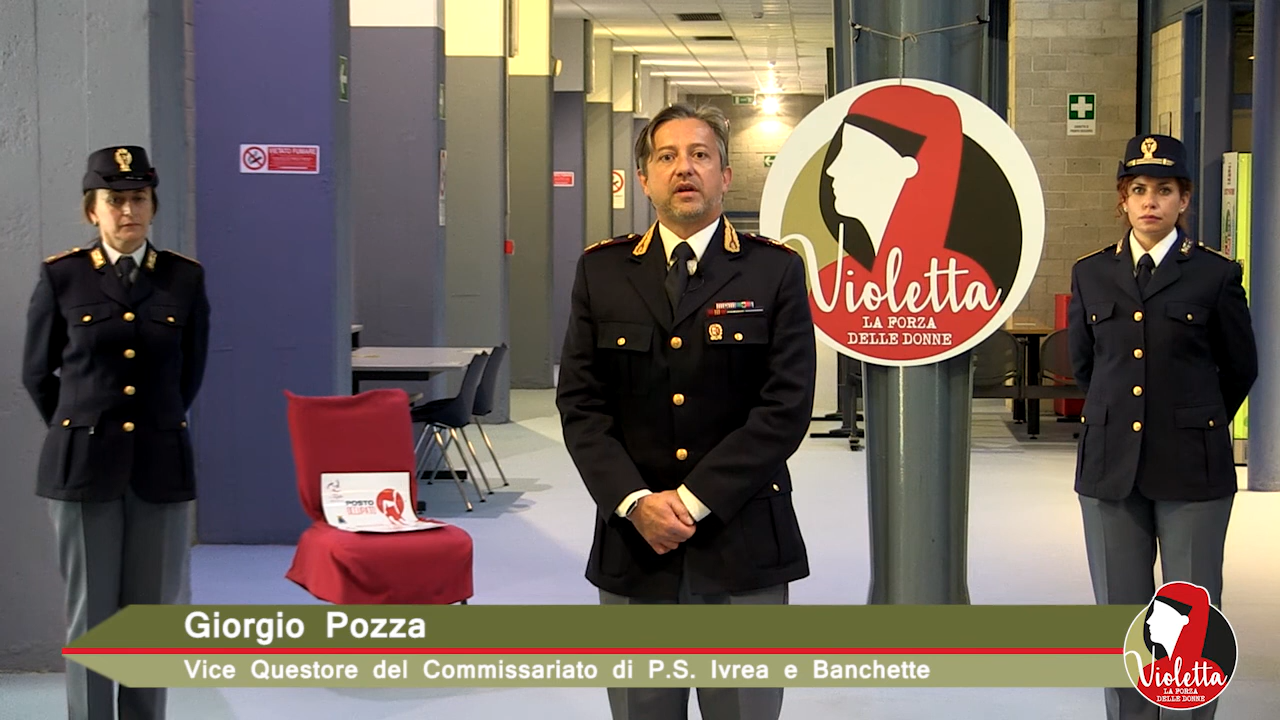 VIETATO FUMARE
Violetta
LA FORZA
DELLE DONNE
POSTO
OCCUPATO
Giorgio Pozza
Vice Questore del Commissariato di P.S. Ivrea e Banchette
Violetta
LA FORZA
DELLE DONNE